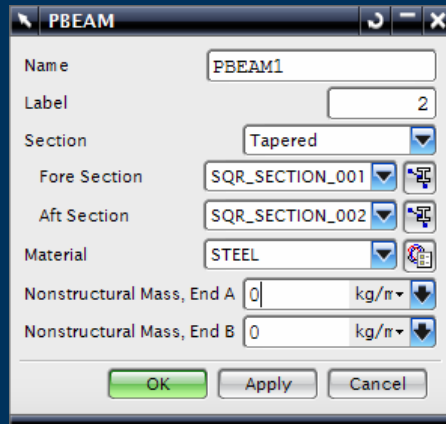 PBEAM
Name PBEAM1
Label 2
Section Tapered
Fore Section SQR_SECTION_001
Aft Section SQR_SECTION_002
Material STEEL
Nonstructural Mass, End A 0
Nonstructural Mass, End B 0
OK Apply Cancel